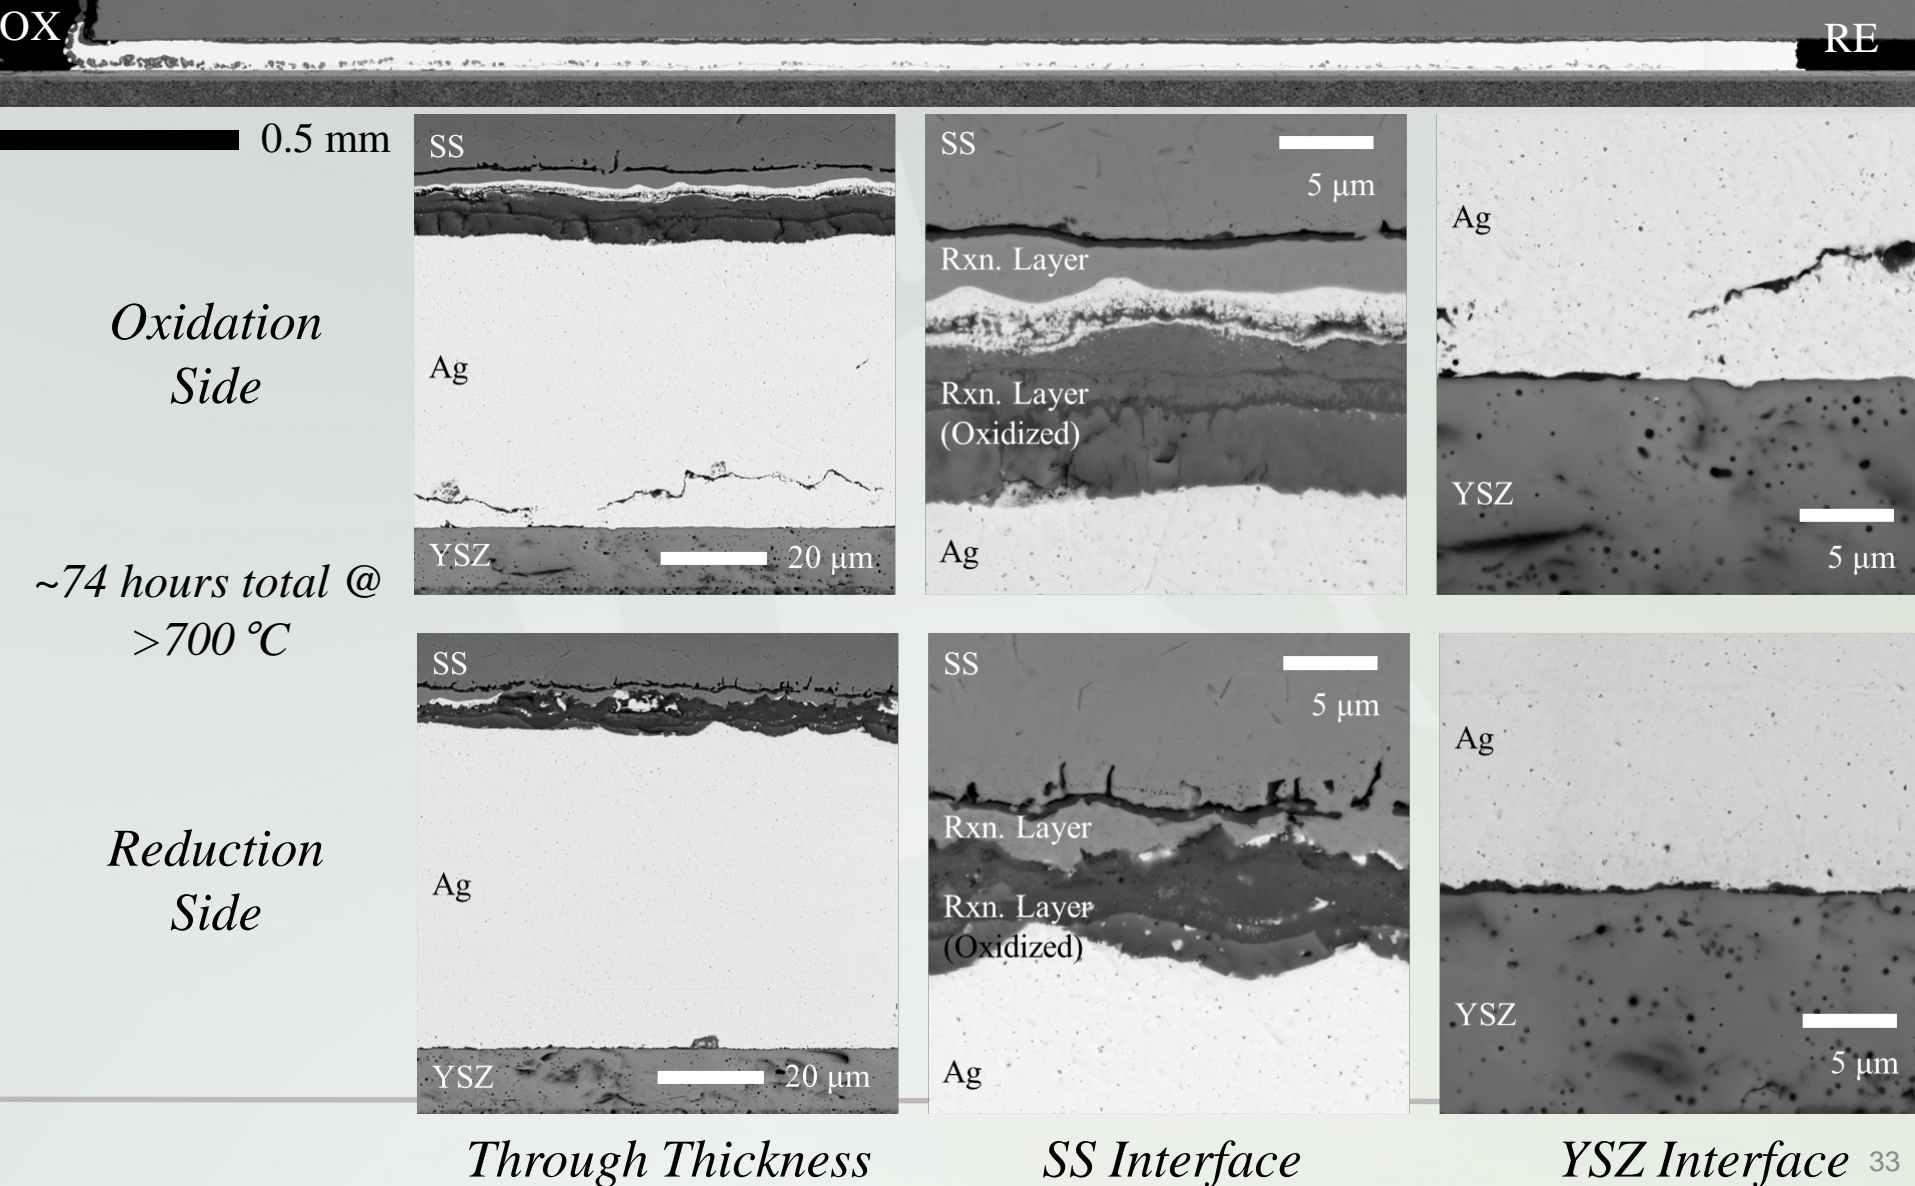 OX
RE
0.5 mm
Oxidation
Side
~74 hours total @
>700 °C
Reduction
Side
SS
Ag
YSZ
20 μm
SS
5 μm
Rxn. Layer
Rxn. Layer
(Oxidized)
Ag
Ag
YSZ
5 μm
SS
Ag
YSZ
20 μm
SS
5 μm
Rxn. Layer
Rxn. Layer
(Oxidized)
Ag
Ag
YSZ
5 μm
Through Thickness
SS Interface
YSZ Interface
33